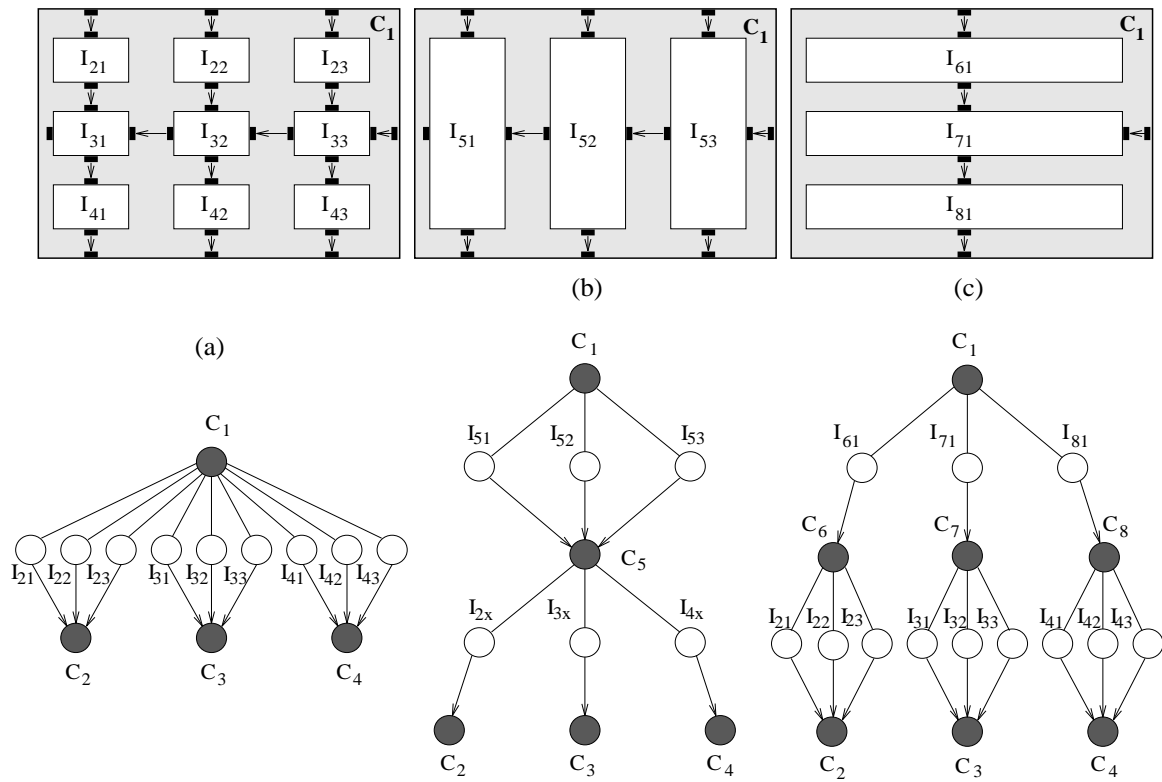 C1 C1 C1
I21 I22 I23 I61
I31 I32 I33 I51 I52 I53 I71
I41 I42 I43 I81
(b) (c)
(a) C1 C1
C1 I51 I52 I53 I61 I71 I81
C5 C6 C7 C8
I21 I22 I23 I31 I32 I33 I41 I42 I43
I2x I3x I4x I21 I22 I23 I31 I32 I33 I41 I42 I43
C2 C3 C4
C2 C3 C4 C2 C3 C4